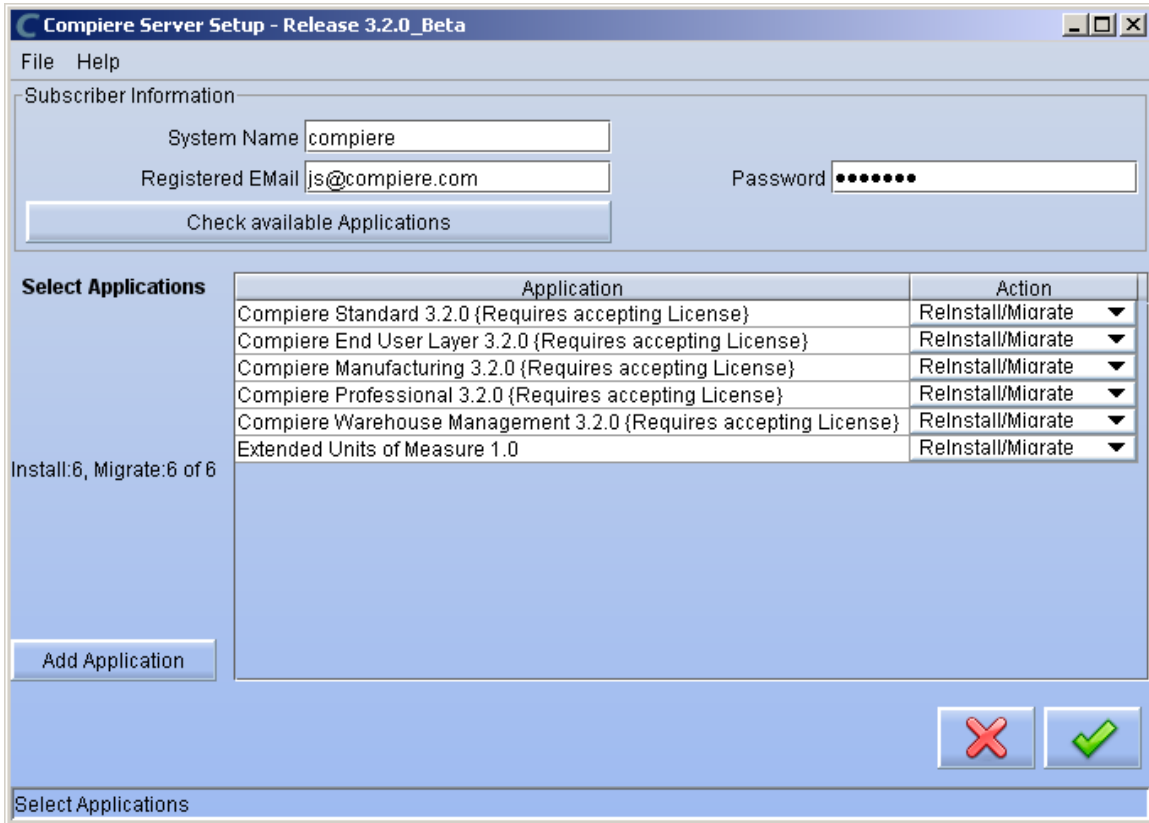 Compiere Server Setup - Release 3.2.0_Beta
File Help
Subscriber Information
System Name compiere
Registered EMail js@compiere.com Password •••••••
Check available Applications
Select Applications Application Action
Compiere Standard 3.2.0 {Requires accepting License} ReInstall/Migrate
Compiere End User Layer 3.2.0 {Requires accepting License} ReInstall/Migrate
Compiere Manufacturing 3.2.0 {Requires accepting License} ReInstall/Migrate
Compiere Professional 3.2.0 {Requires accepting License} ReInstall/Migrate
Compiere Warehouse Management 3.2.0 {Requires accepting License} ReInstall/Migrate
Extended Units of Measure 1.0 ReInstall/Migrate
Install:6, Migrate:6 of 6
Add Application
Select Applications